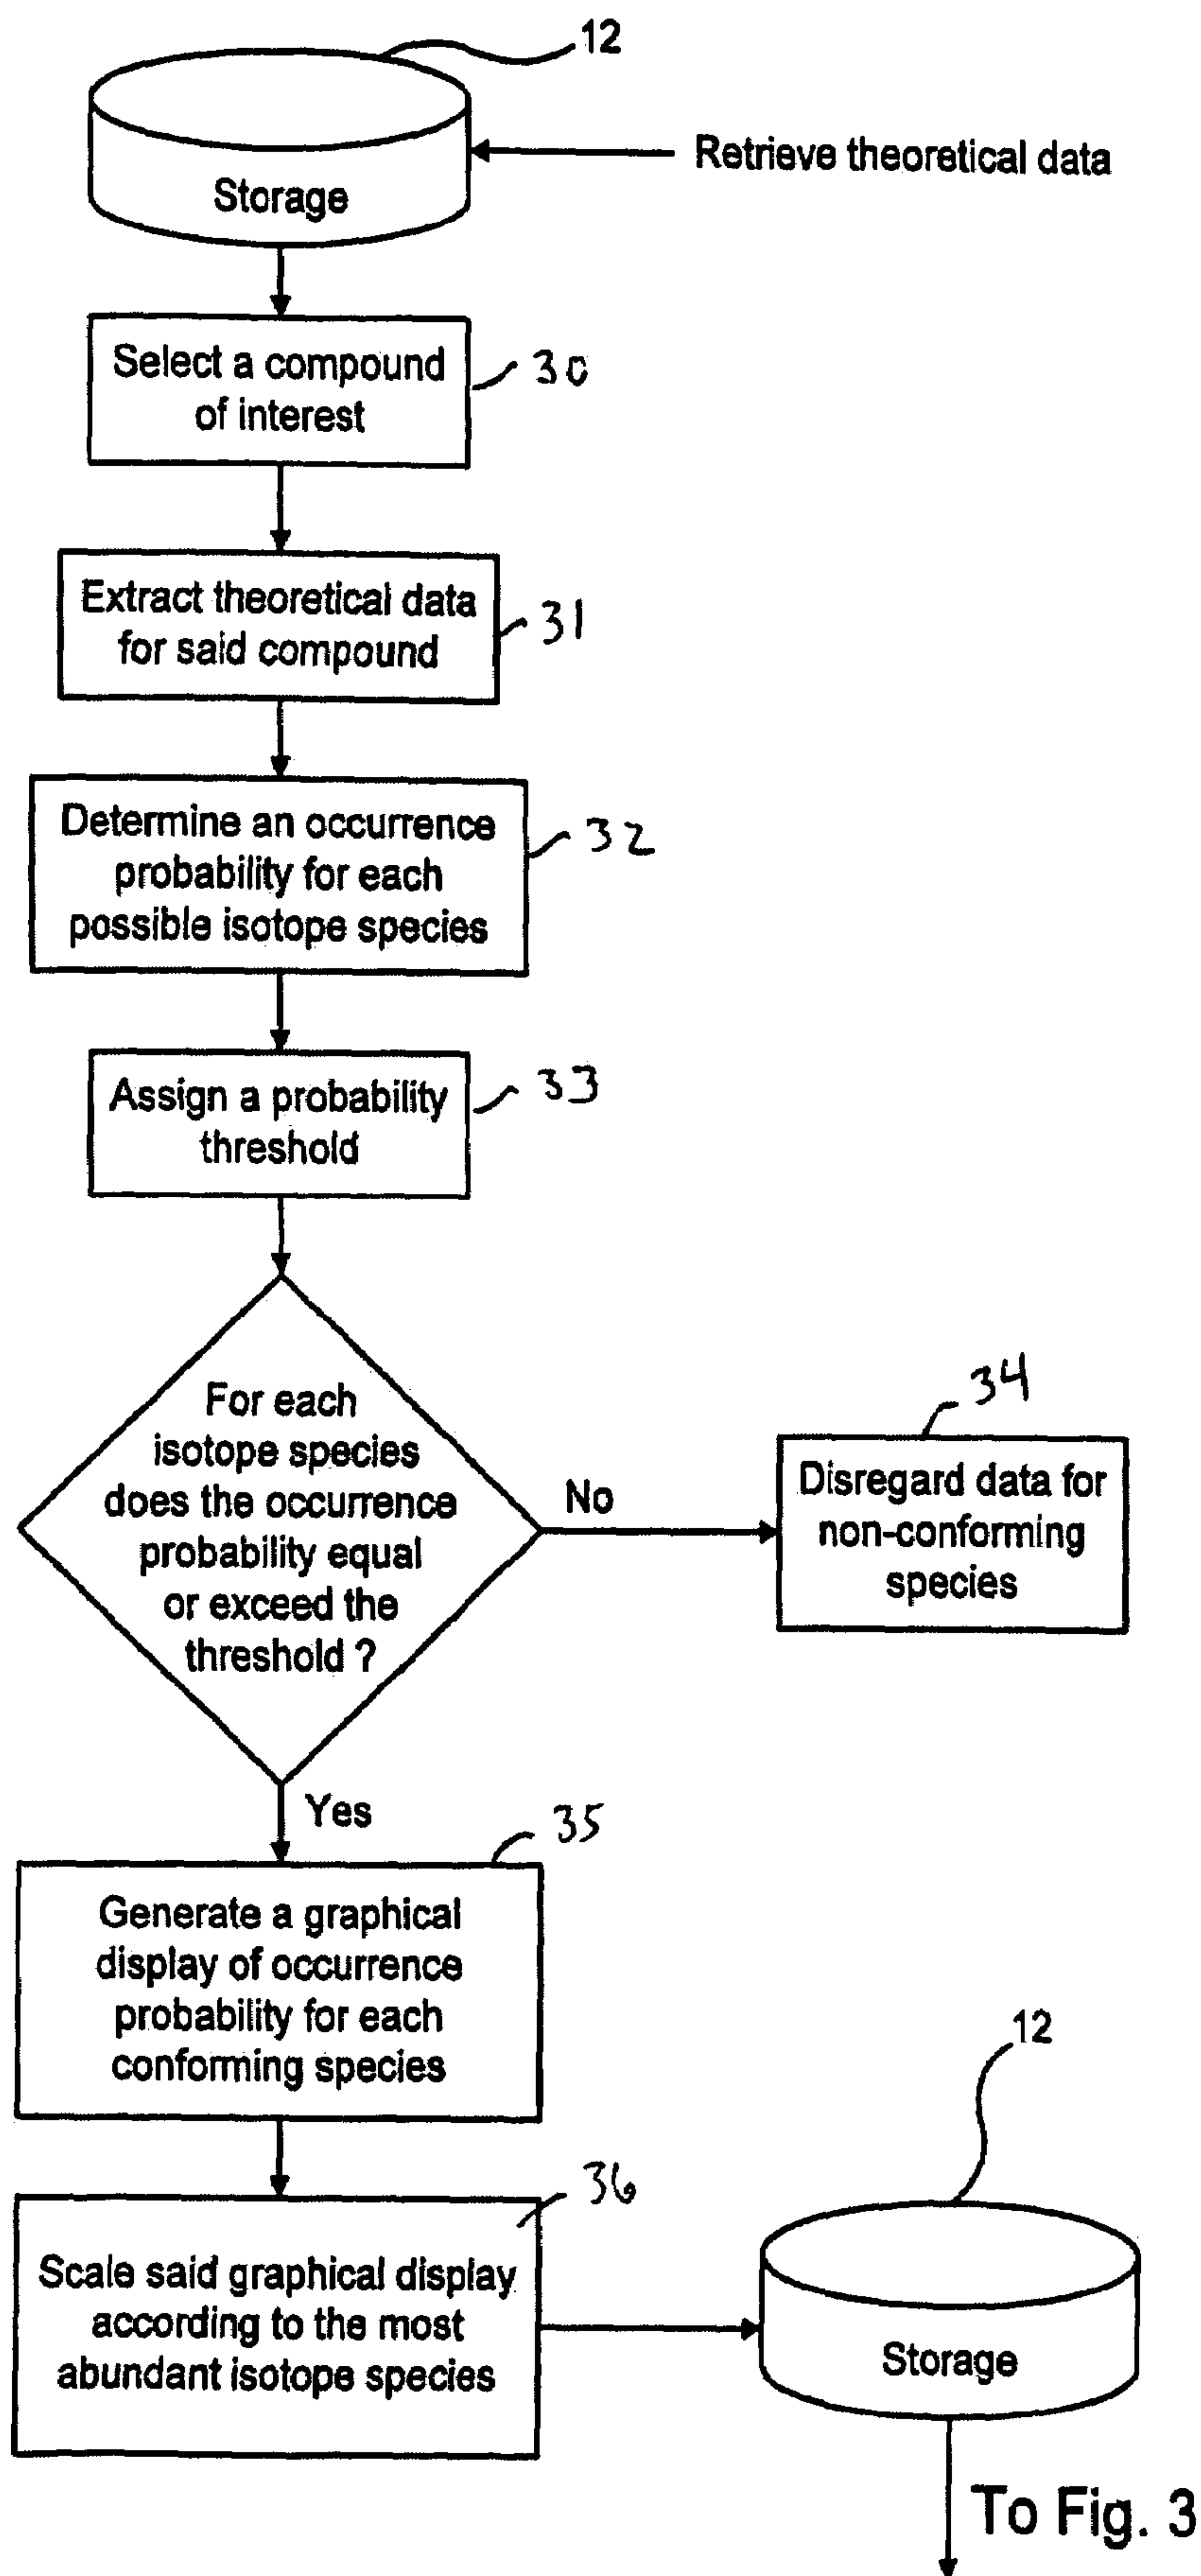 12
Storage
Retrieve theoretical data
Select a compound
of interest
30
Extract theoretical data
for said compound
31
Determine an occurrence
probability for each
possible isotope species
32
Assign a probability
threshold
33
For each
isotope species
does the occurrence
probability equal
or exceed the
threshold ?
No
34
Disregard data for
non-conforming
species
Yes
35
Generate a graphical
display of occurrence
probability for each
conforming species
36
Scale said graphical display
according to the most
abundant isotope species
12
Storage
To Fig. 3